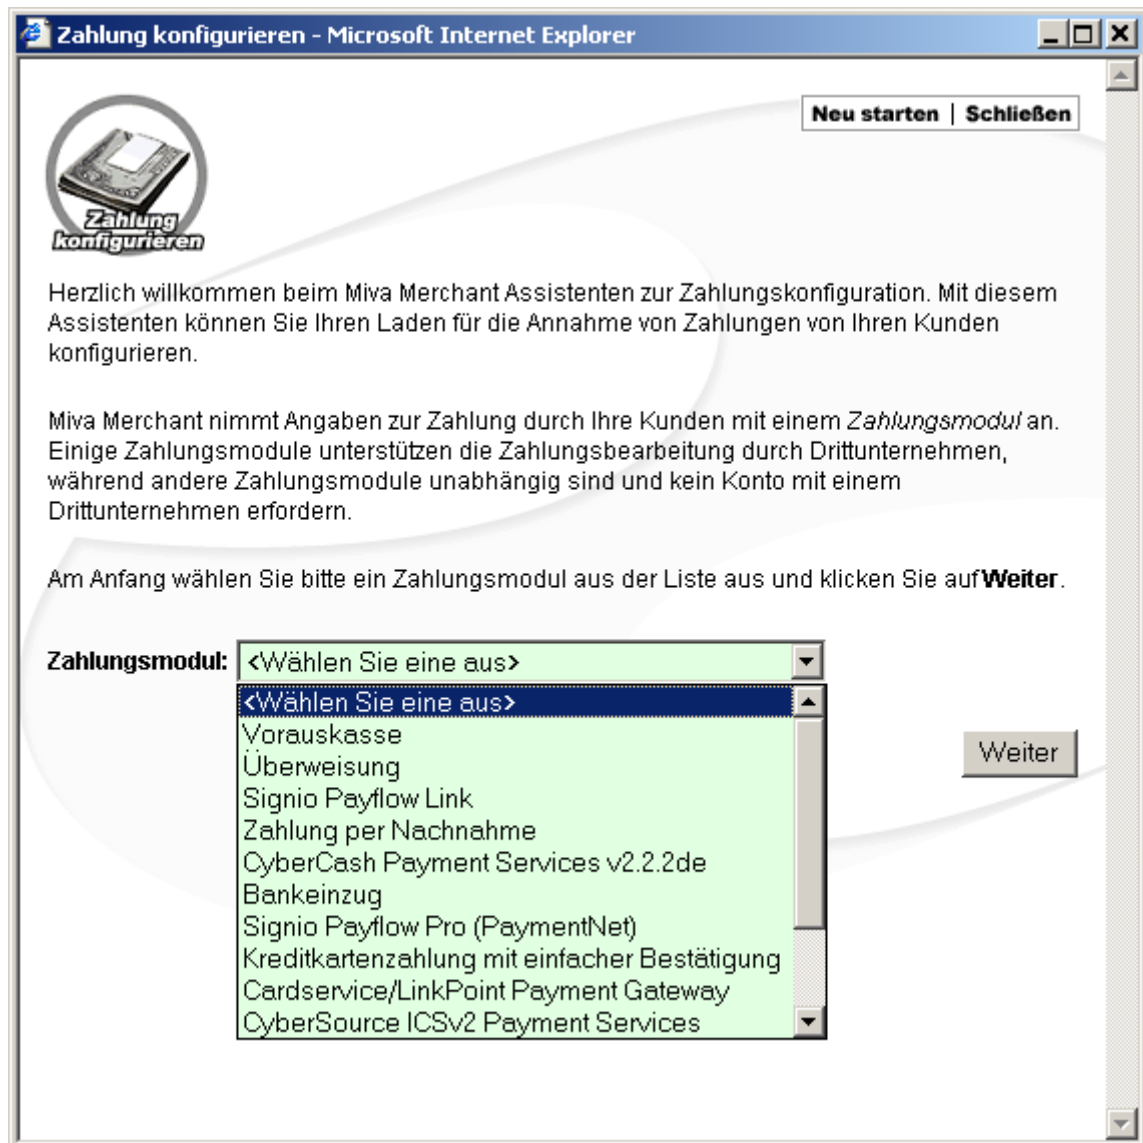 Zahlung konfigurieren - Microsoft Internet Explorer
Neu starten | Schließen
Zahlung
konfigurieren
Herzlich willkommen beim Miva Merchant Assistenten zur Zahlungskonfiguration. Mit diesem
Assistenten können Sie Ihren Laden für die Annahme von Zahlungen von Ihren Kunden
konfigurieren.
Miva Merchant nimmt Angaben zur Zahlung durch Ihre Kunden mit einem Zahlungsmodul an.
Einige Zahlungsmodule unterstützen die Zahlungsbearbeitung durch Drittunternehmen,
während andere Zahlungsmodule unabhängig sind und kein Konto mit einem
Drittunternehmen erfordern.
Am Anfang wählen Sie bitte ein Zahlungsmodul aus der Liste aus und klicken Sie auf Weiter.
Zahlungsmodul: <Wählen Sie eine aus>
<Wählen Sie eine aus>
Vorauskasse
Überweisung
Signio Payflow Link
Zahlung per Nachnahme
CyberCash Payment Services v2.2.2de
Bankeinzug
Signio Payflow Pro (PaymentNet)
Kreditkartenzahlung mit einfacher Bestätigung
Cardservice/LinkPoint Payment Gateway
CyberSource ICSv2 Payment Services
Weiter